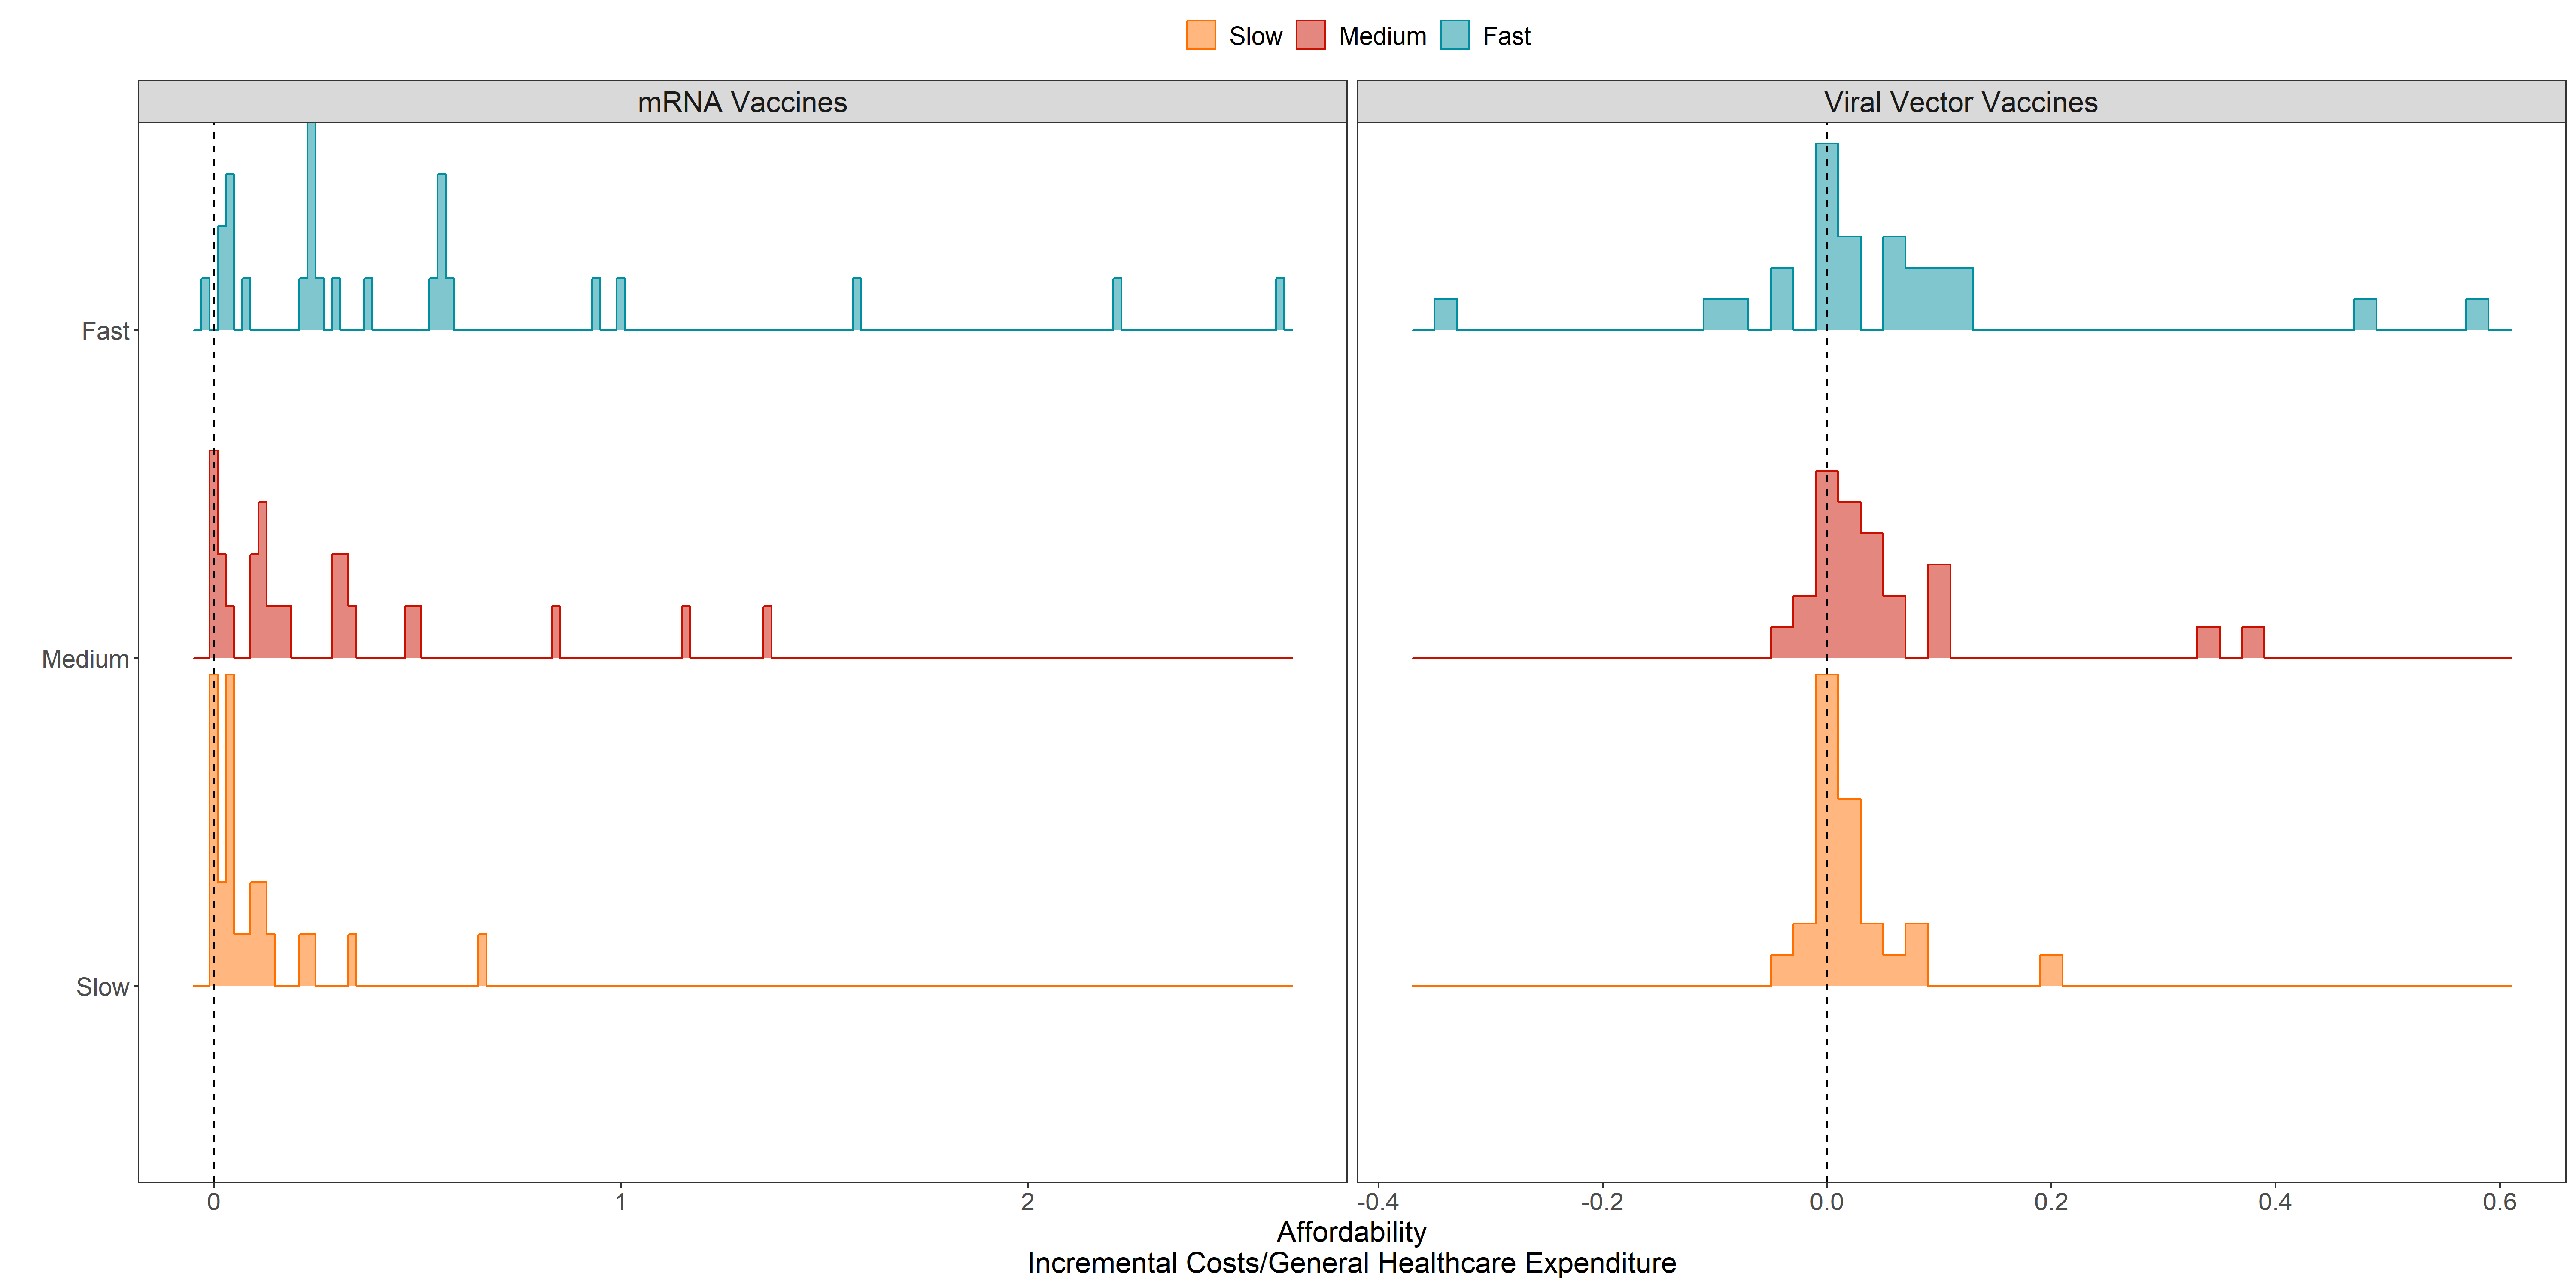 Slow Medium Fast
mRNA Vaccines
Viral Vector Vaccines
Fast
Medium
Slow
0 1 2
-0.4 -0.2 0.0 0.2 0.4 0.6
Affordability
Incremental Costs/General Healthcare Expenditure